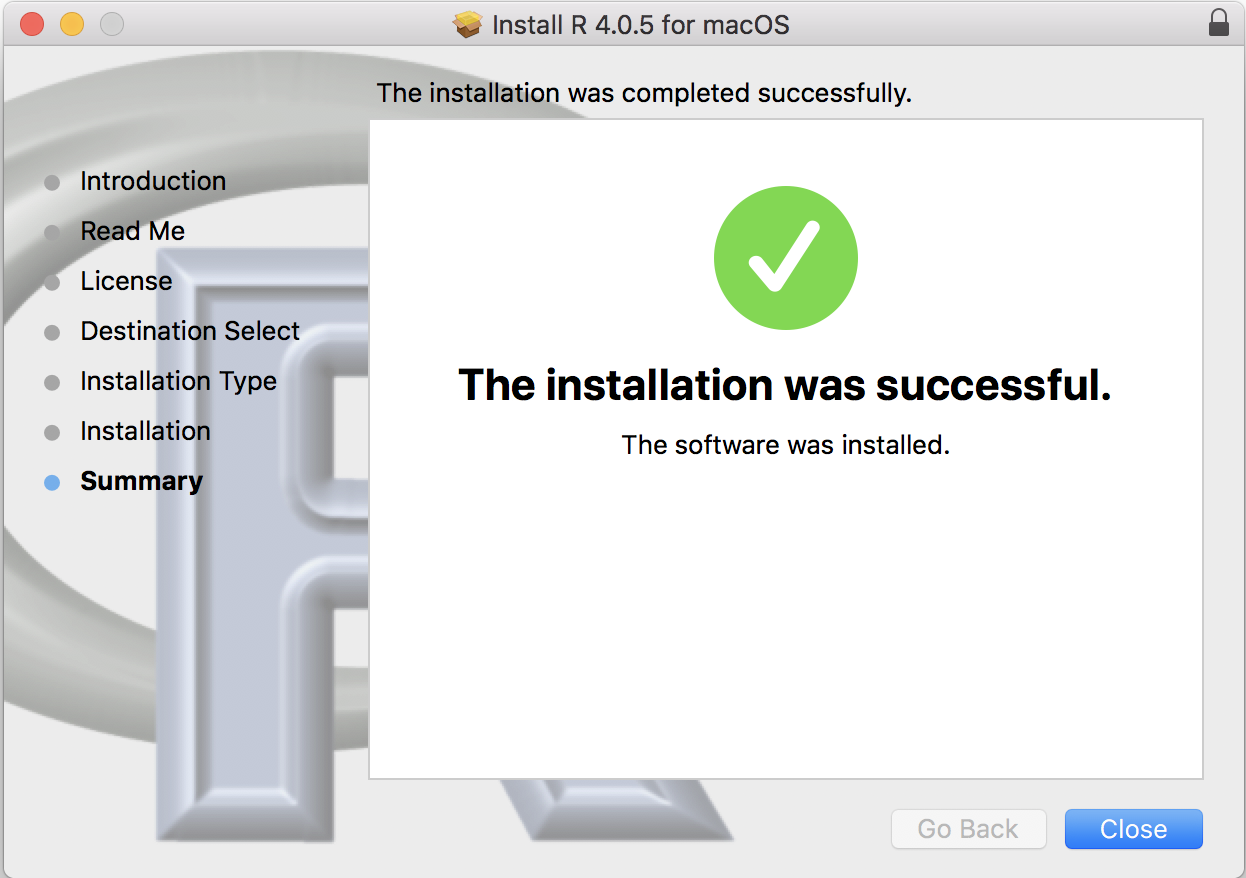 Install R 4.0.5 for macOS
The installation was completed successfully.
Introduction
Read Me
License
Destination Select
Installation Type
Installation
Summary
The installation was successful.
The software was installed.
Go Back
Close